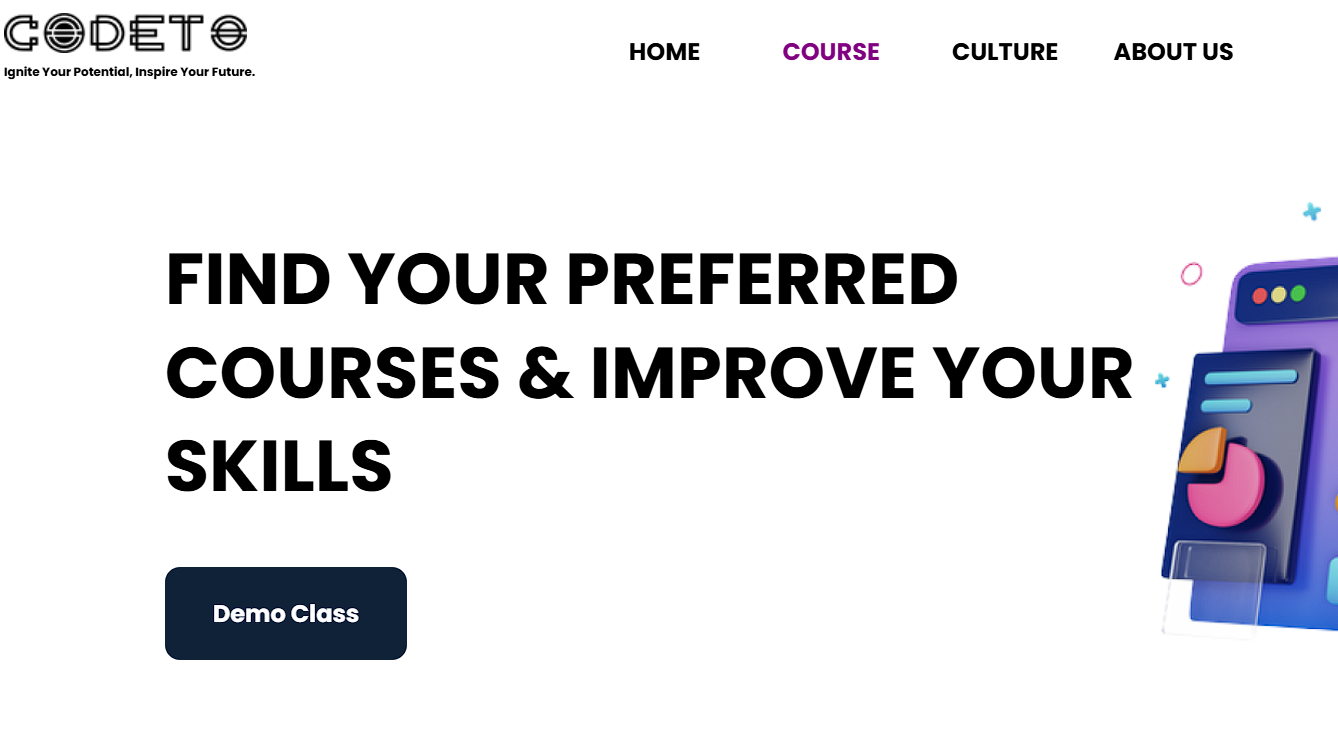 CODETO
Ignite Your Potential, Inspire Your Future.
HOME COURSE CULTURE ABOUT US
FIND YOUR PREFERRED
COURSES & IMPROVE YOUR
SKILLS
Demo Class